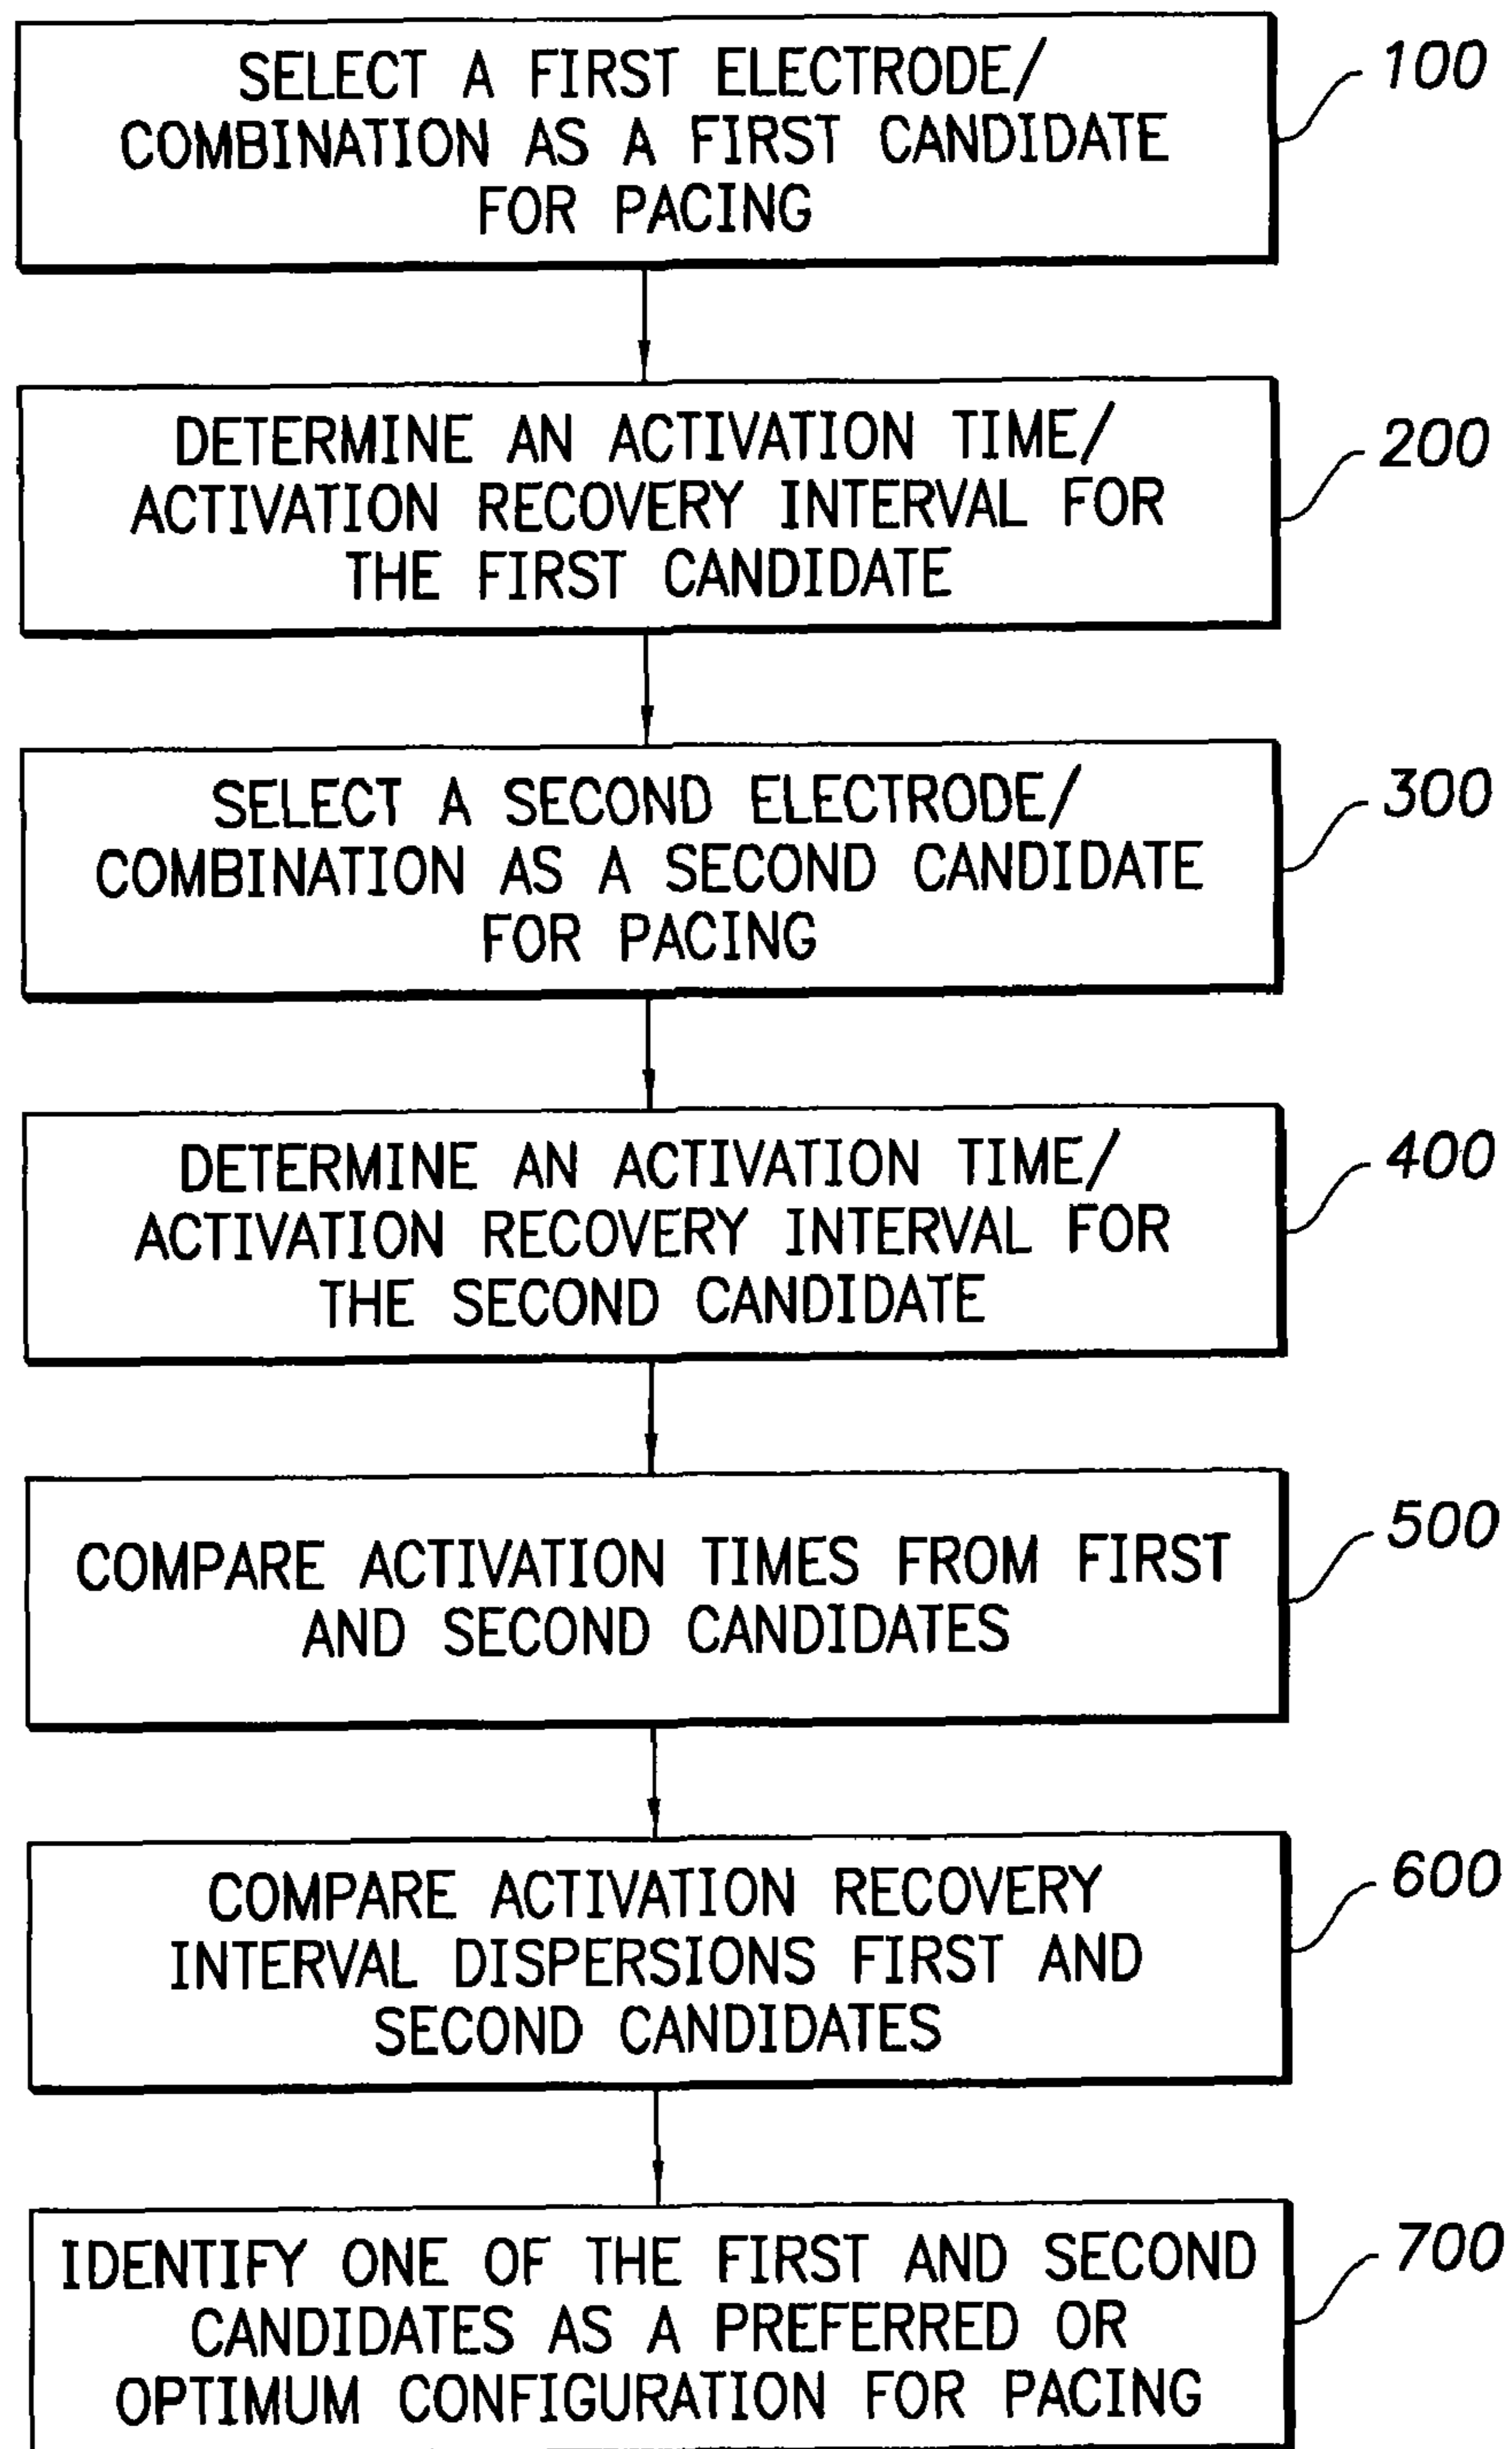 SELECT A FIRST ELECTRODE/
COMBINATION AS A FIRST CANDIDATE
FOR PACING
100
DETERMINE AN ACTIVATION TIME/
ACTIVATION RECOVERY INTERVAL FOR
THE FIRST CANDIDATE
200
SELECT A SECOND ELECTRODE/
COMBINATION AS A SECOND CANDIDATE
FOR PACING
300
DETERMINE AN ACTIVATION TIME/
ACTIVATION RECOVERY INTERVAL FOR
THE SECOND CANDIDATE
400
COMPARE ACTIVATION TIMES FROM FIRST
AND SECOND CANDIDATES
500
COMPARE ACTIVATION RECOVERY
INTERVAL DISPERSIONS FIRST AND
SECOND CANDIDATES
600
IDENTIFY ONE OF THE FIRST AND SECOND
CANDIDATES AS A PREFERRED OR
OPTIMUM CONFIGURATION FOR PACING
700